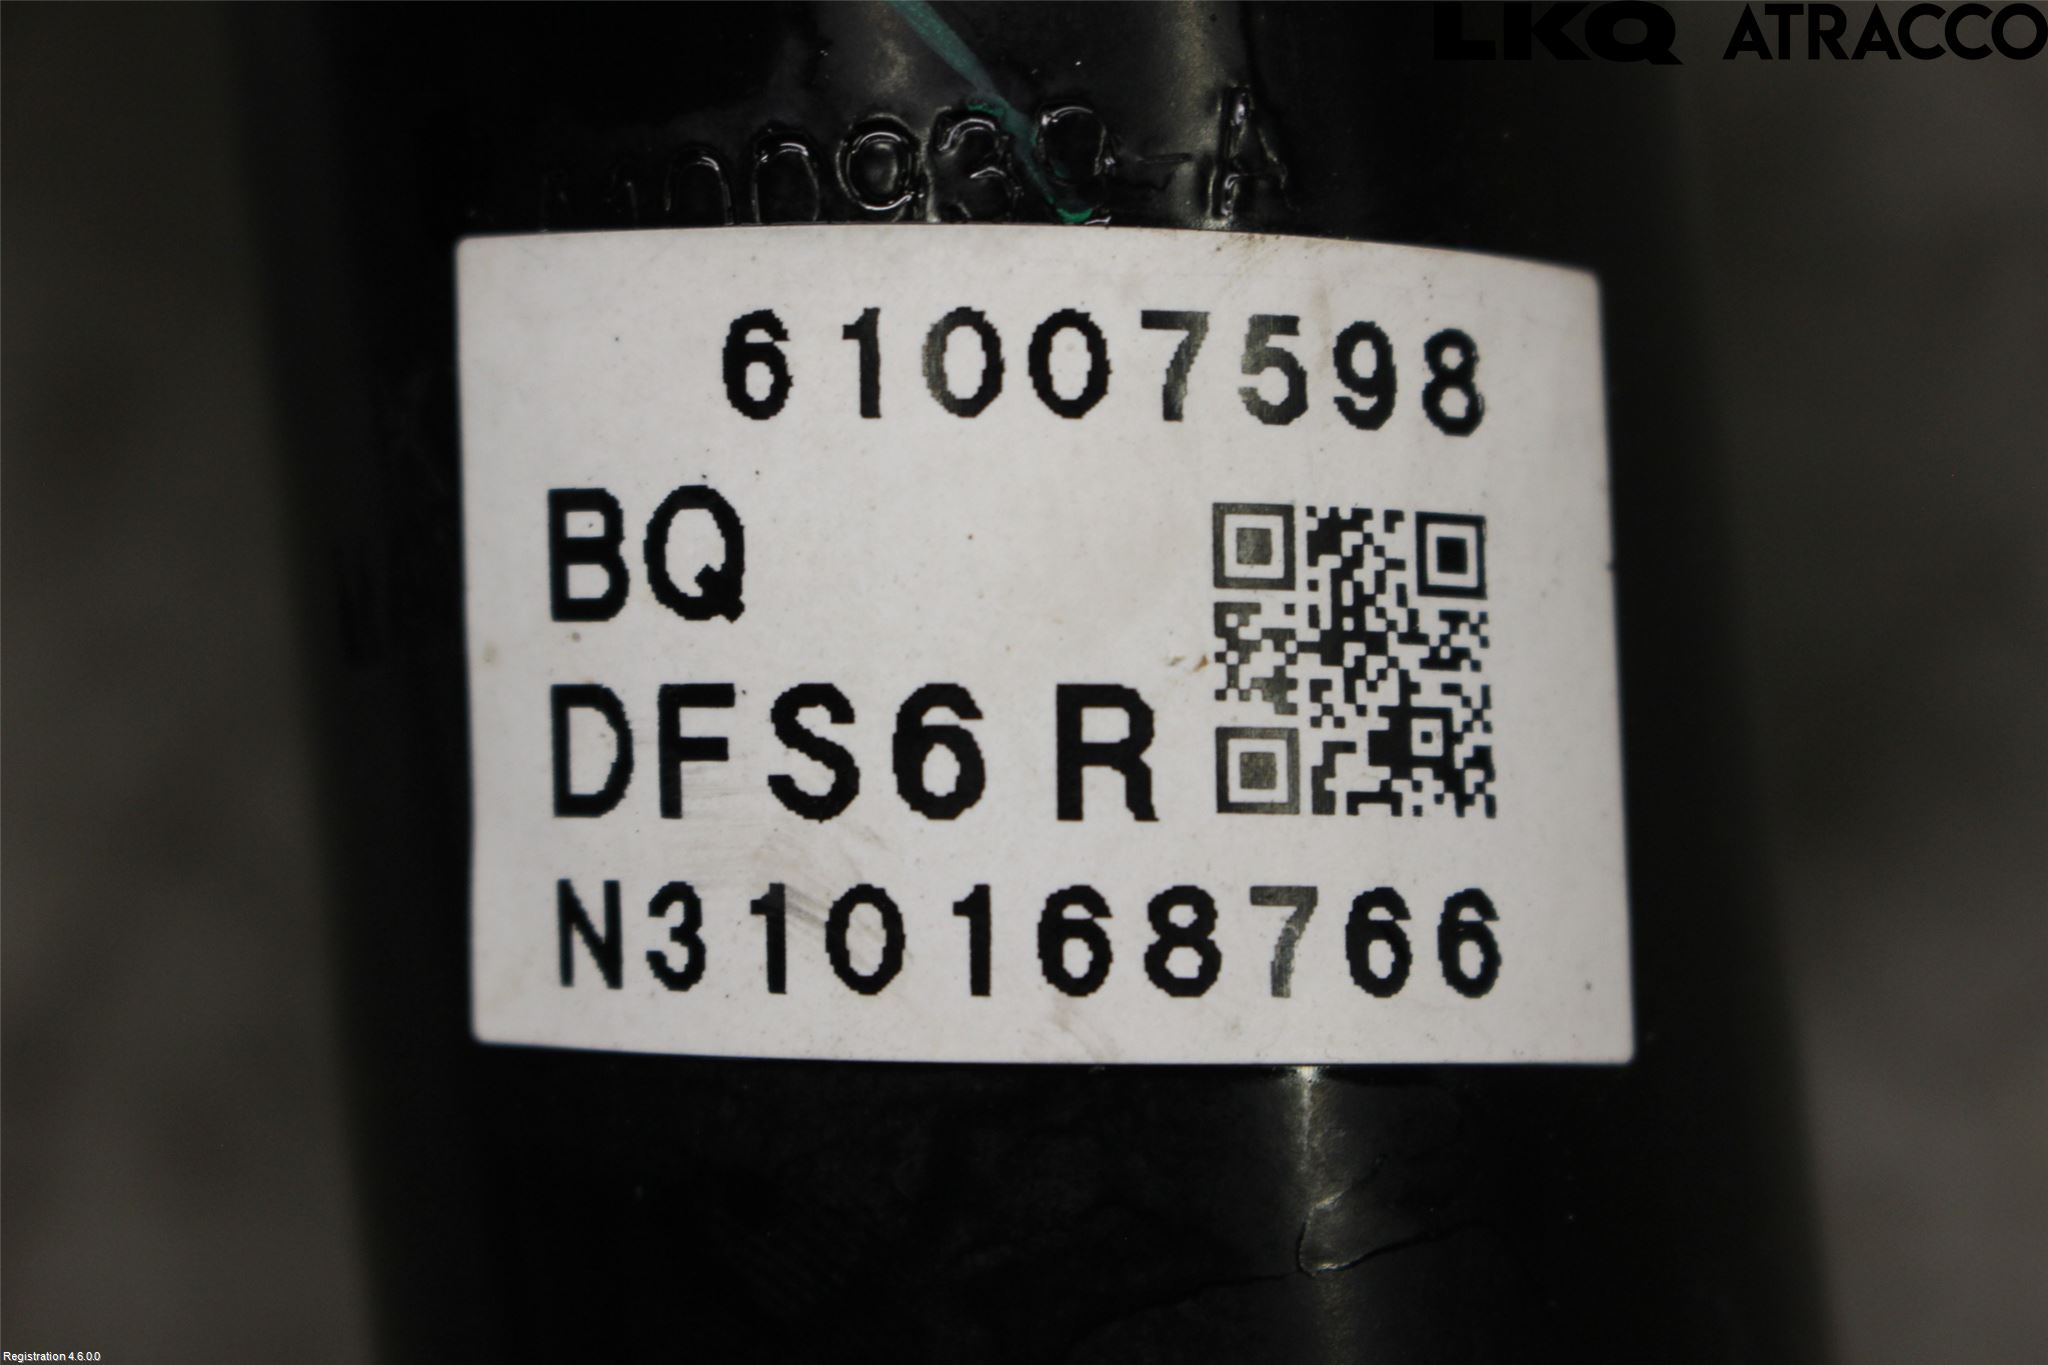 LKQ ATRACCO
61007598
BQ
DFS6 R
N310168766
Registration 4.6.0.0